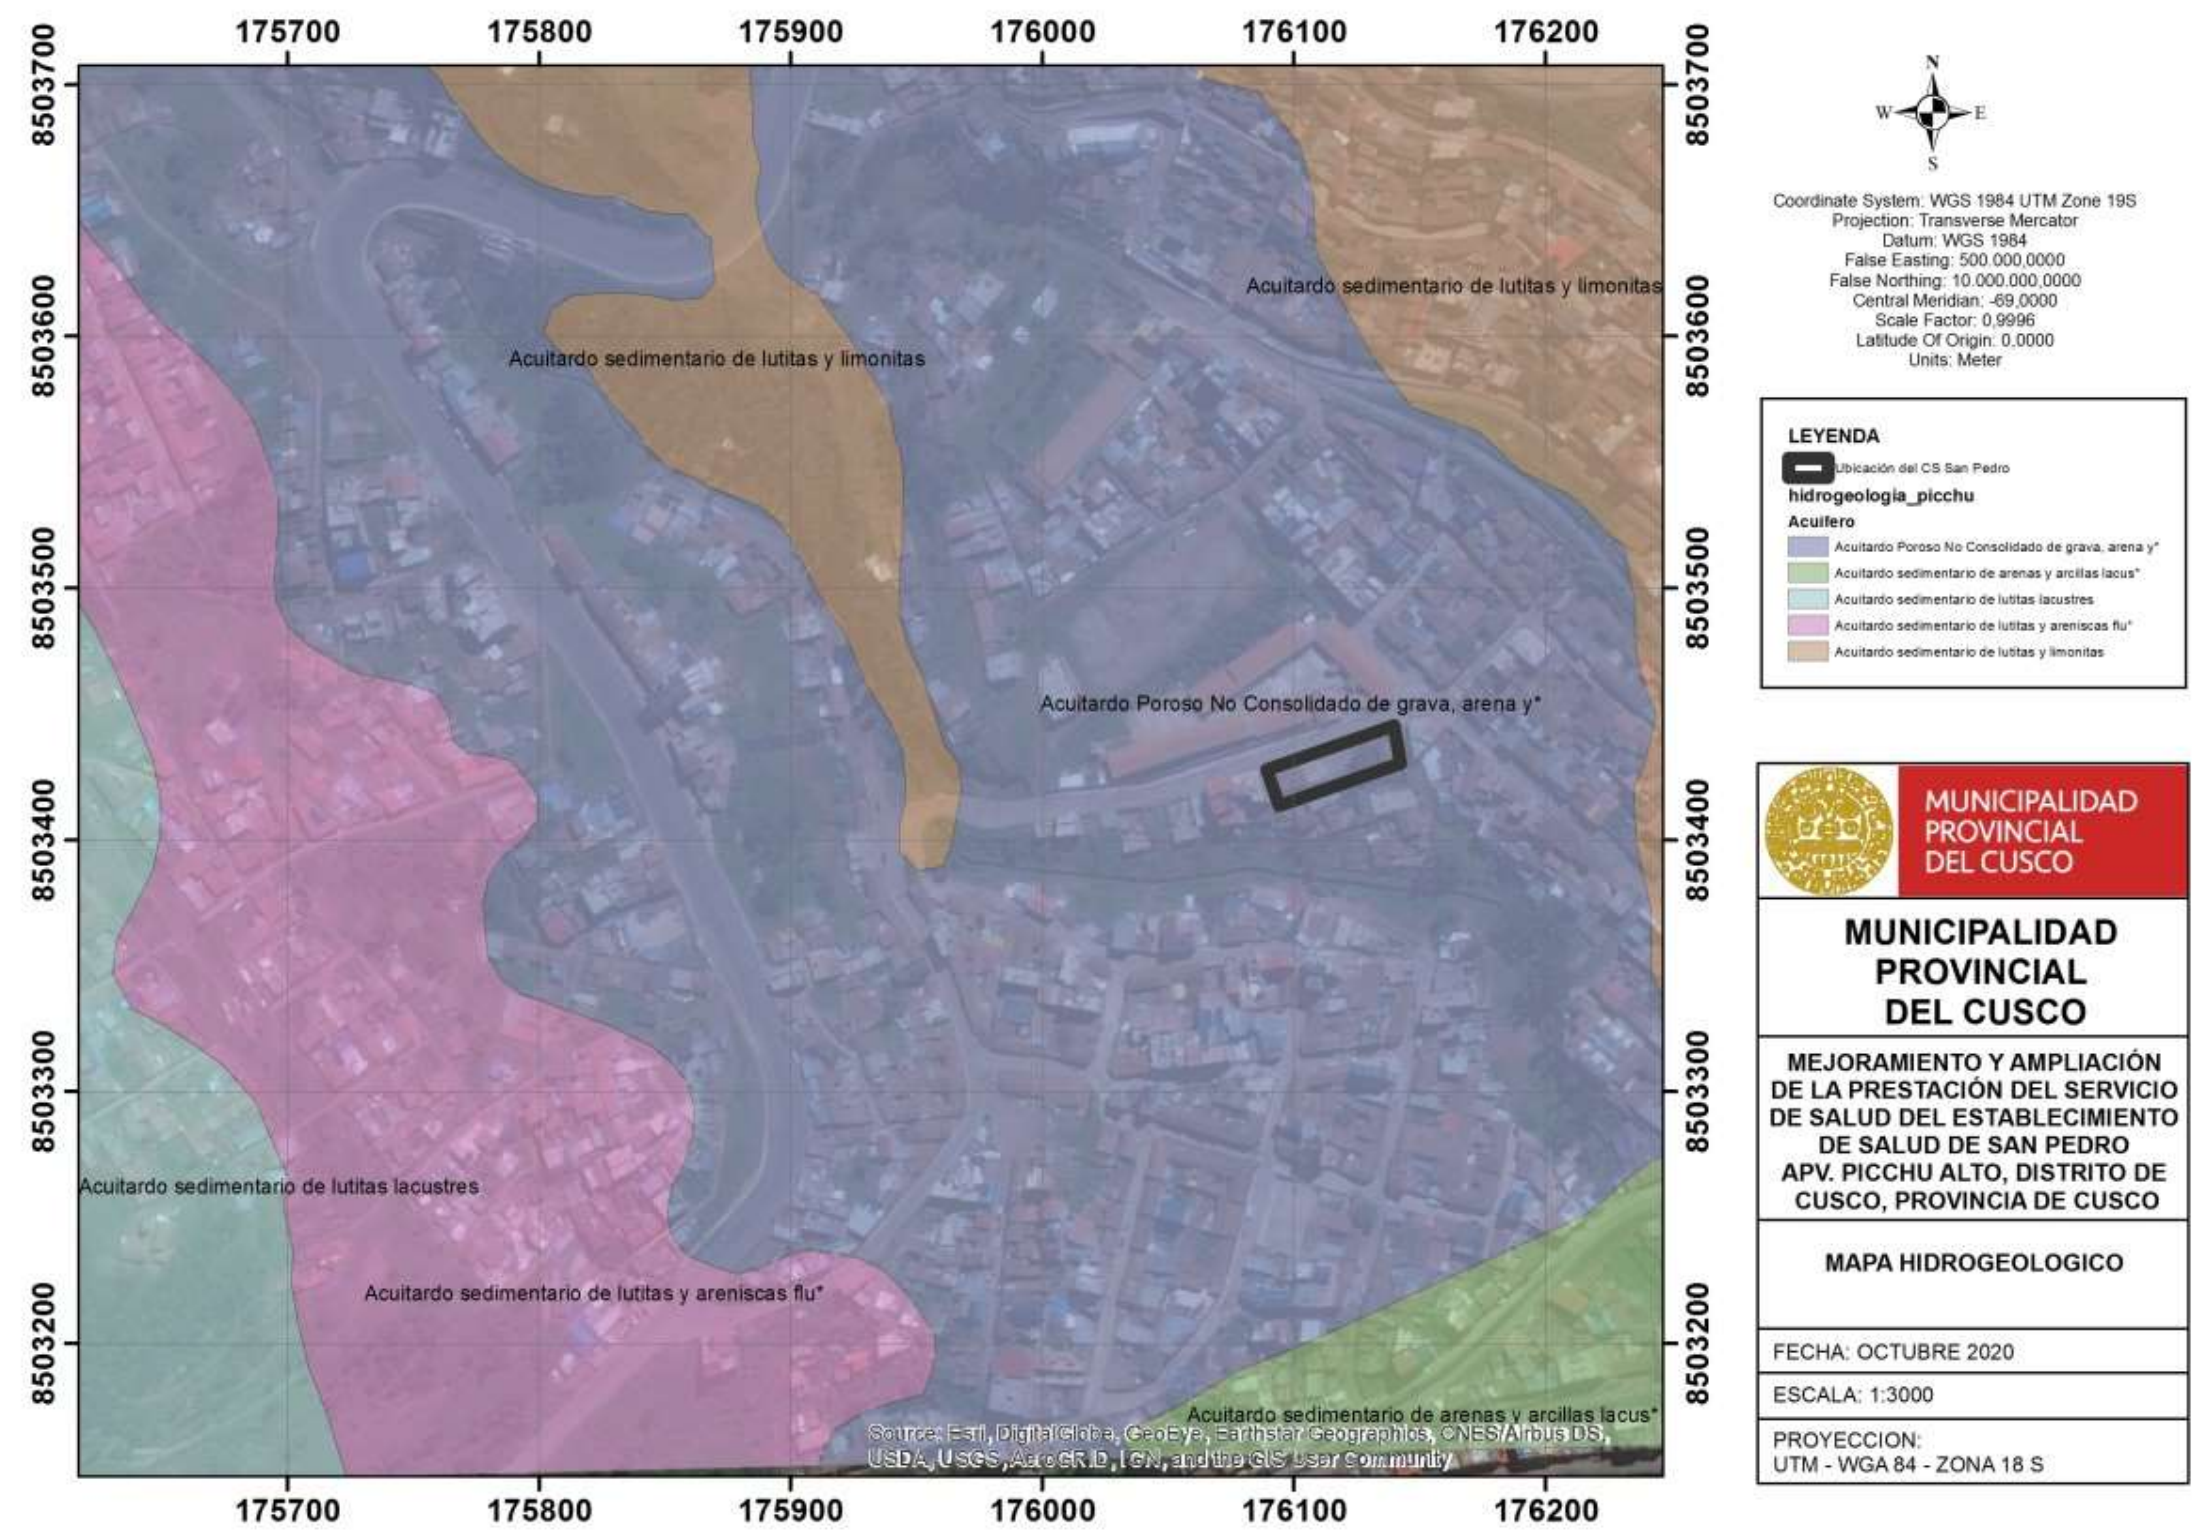 175700 175800 175900 176000 176100 176200
8503700
8503600
8503500
8503400
8503300
8503200
Acuitardo sedimentario de lutitas y limonitas
Acuitardo sedimentario de lutitas y limonitas
Acuitardo Poroso No Consolidado de grava, arena y*
Acuitardo sedimentario de lutitas lacustres
Acuitardo sedimentario de lutitas y areniscas flu*
Acuitardo sedimentario de arenas y arcillas lacus*
Source: Esri, DigitalGlobe, GeoEye, Earthstar Geographics, CNES/Airbus DS,
USDA, USGS, AeroGRID, IGN, and the GIS User Community
8503700
8503600
8503500
8503400
8503300
8503200
175700 175800 175900 176000 176100 176200
N
W E
S
Coordinate System: WGS 1984 UTM Zone 19S
Projection: Transverse Mercator
Datum: WGS 1984
False Easting: 500.000,0000
False Northing: 10.000.000,0000
Central Meridian: -69,0000
Scale Factor: 0,9996
Latitude Of Origin: 0,0000
Units: Meter
LEYENDA
Ubicación del CS San Pedro
hidrogeologia_picchu
Acuifero
Acuitardo Poroso No Consolidado de grava, arena y*
Acuitardo sedimentario de arenas y arcillas lacus*
Acuitardo sedimentario de lutitas lacustres
Acuitardo sedimentario de lutitas y areniscas flu*
Acuitardo sedimentario de lutitas y limonitas
MUNICIPALIDAD
PROVINCIAL
DEL CUSCO
MUNICIPALIDAD
PROVINCIAL
DEL CUSCO
MEJORAMIENTO Y AMPLIACIÓN
DE LA PRESTACIÓN DEL SERVICIO
DE SALUD DEL ESTABLECIMIENTO
DE SALUD DE SAN PEDRO
APV. PICCHU ALTO, DISTRITO DE
CUSCO, PROVINCIA DE CUSCO
MAPA HIDROGEOLOGICO
FECHA: OCTUBRE 2020
ESCALA: 1:3000
PROYECCION:
UTM - WGA 84 - ZONA 18 S